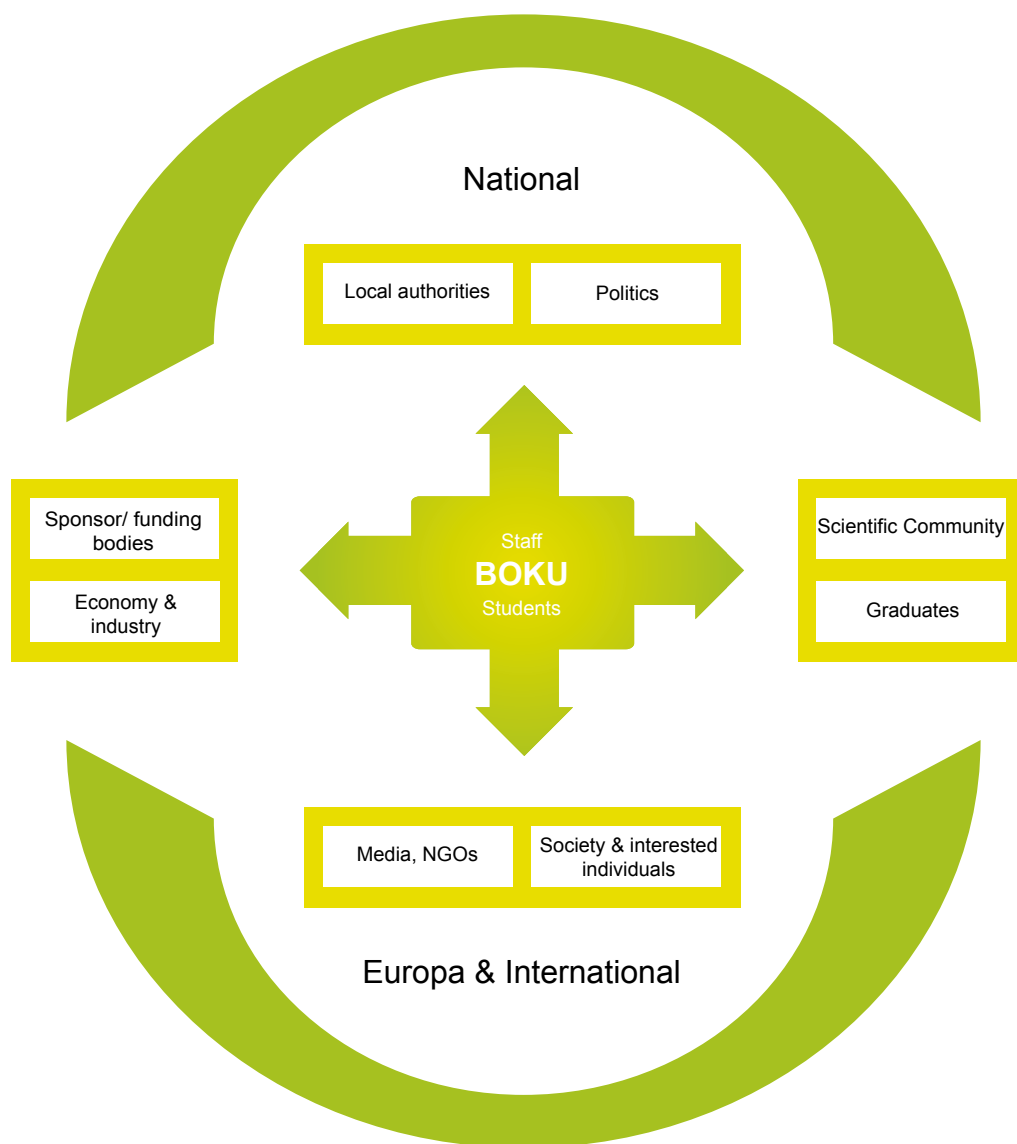 National
Local authorities
Politics
Sponsor/ funding
bodies
Economy &
industry
Staff
BOKU
Students
Scientific Community
Graduates
Media, NGOs
Society & interested
individuals
Europa & International